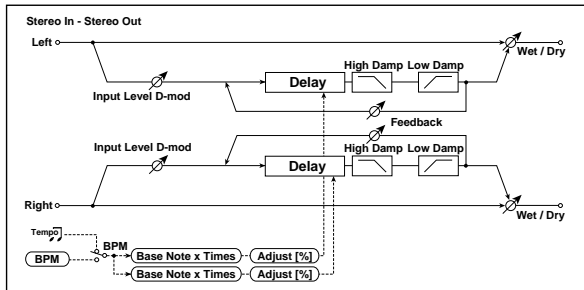 Stereo In - Stereo Out
Left
Wet / Dry
High Damp Low Damp
Delay
Input Level D-mod
Feedback
Input Level D-mod
High Damp Low Damp
Delay
Right
Wet / Dry
Tempo
BPM
BPM
Base Note x Times Adjust [%]
Base Note x Times Adjust [%]